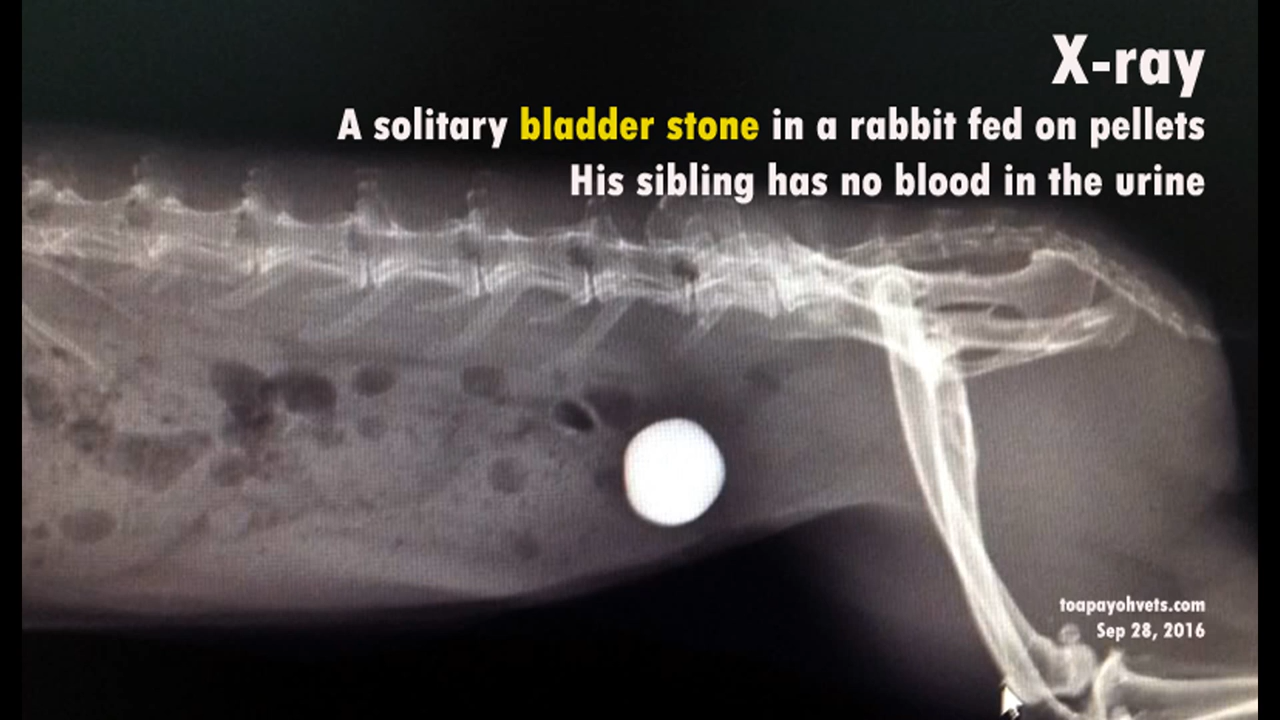 X-ray
A solitary bladder stone in a rabbit fed on pellets
His sibling has no blood in the urine
toapayohvets.com
Sep 28, 2016